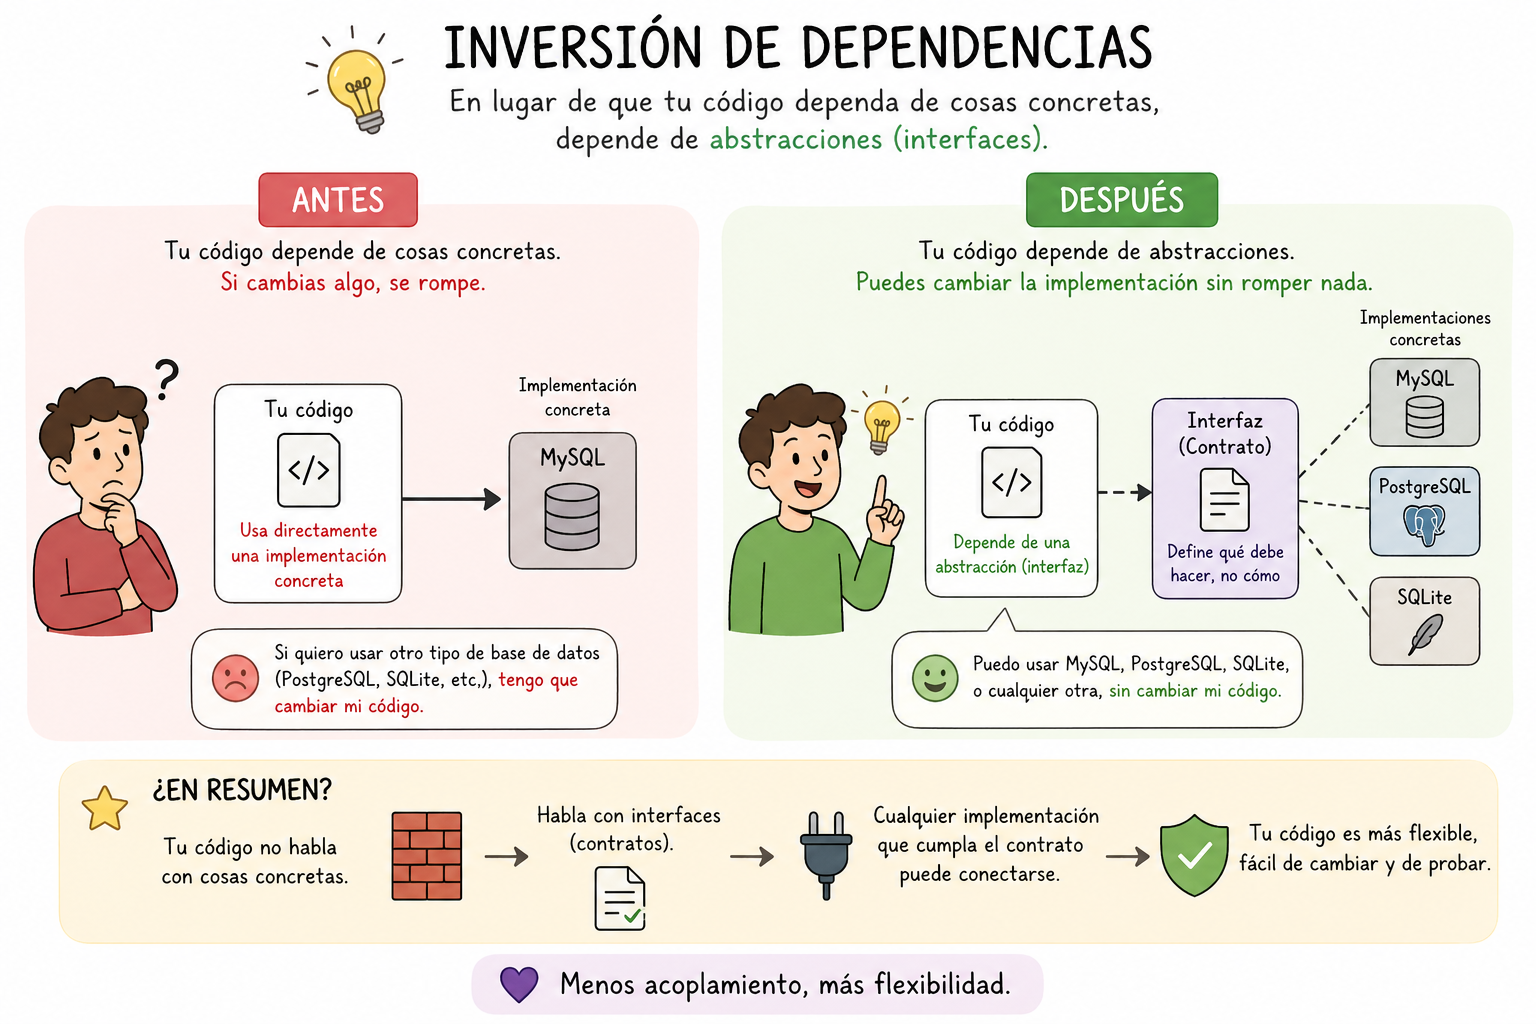 INVERSIÓN DE DEPENDENCIAS
En lugar de que tu código dependa de cosas concretas,
depende de abstracciones (interfaces).
ANTES
Tu código depende de cosas concretas.
Si cambias algo, se rompe.
?
Tu código
</>
Usa directamente
una implementación
concreta
Implementación
concreta
MySQL
Si quiero usar otro tipo de base de datos
(PostgreSQL, SQLite, etc,), tengo que
cambiar mi código.
DESPUÉS
Tu código depende de abstracciones.
Puedes cambiar la implementación sin romper nada.
Tu código
</>
Depende de una
abstracción (interfaz)
Interfaz
(Contrato)
Define qué debe
hacer, no cómo
Implementaciones
concretas
MySQL
PostgreSQL
SQLite
Puedo usar MySQL, PostgreSQL, SQLite,
o cualquier otra, sin cambiar mi código.
¿EN RESUMEN?
Tu código no habla
con cosas concretas.
Habla con interfaces
(contratos).
Cualquier implementación
que cumpla el contrato
puede conectarse.
Tu código es más flexible,
fácil de cambiar y de probar.
Menos acoplamiento, más flexibilidad.